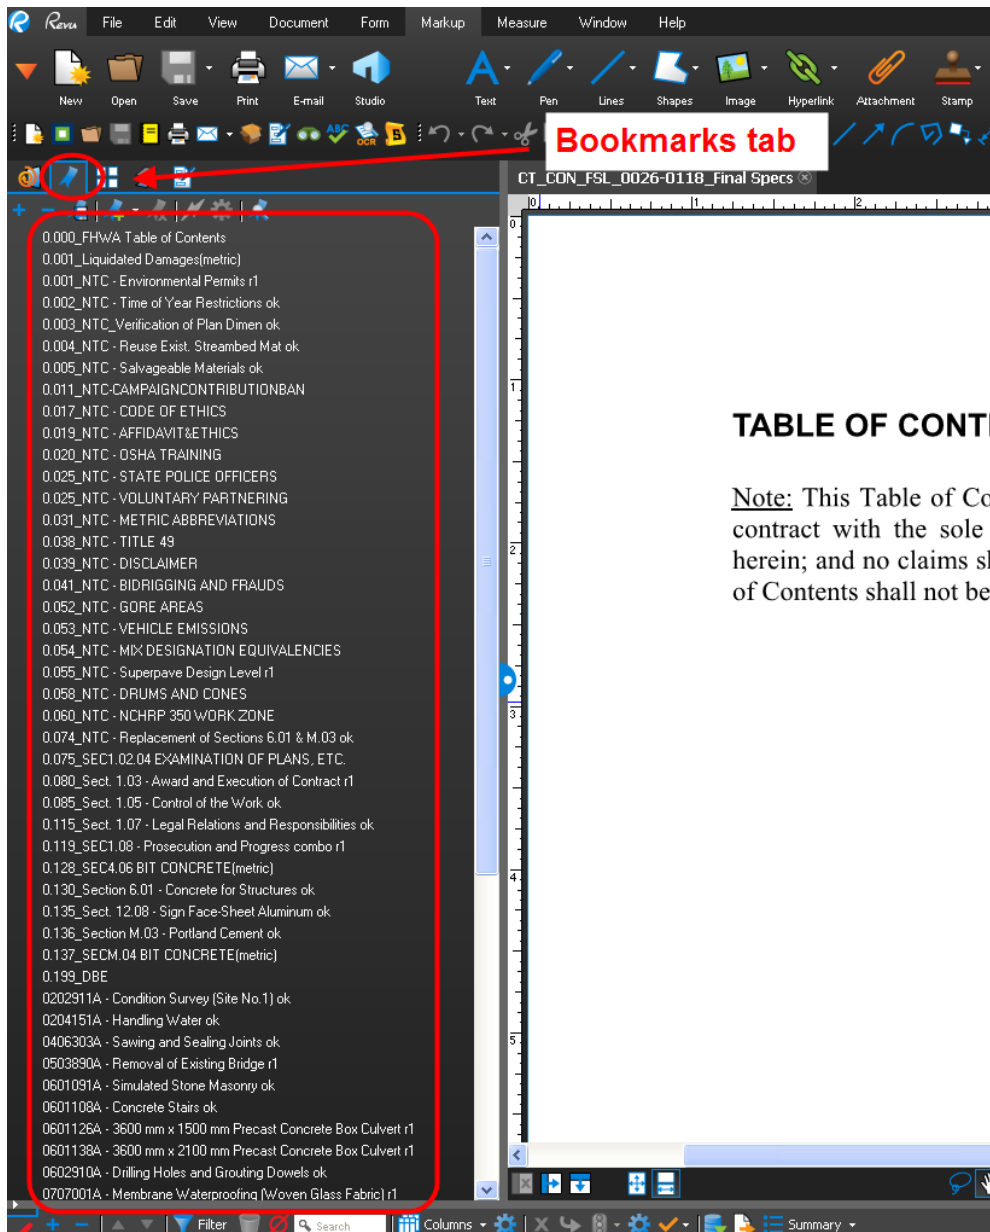 Revu File Edit View Document Form Markup Measure Window Help
New Open Save Print E-mail Studio Text Pen Lines Shapes Image Hyperlink Attachment Stamp
ABC OCR S
Bookmarks tab
CT_CON_FSL_0026-0118_Final Specs
0 1 2
0
0.000_FHWA Table of Contents
0.001_Liquidated Damages(metric)
0.001_NTC - Environmental Permits r1
0.002_NTC - Time of Year Restrictions ok
0.003_NTC_Verification of Plan Dimen ok
0.004_NTC - Reuse Exist. Streambed Mat ok
0.005_NTC - Salvageable Materials ok
0.011_NTC-CAMPAIGNCONTRIBUTIONBAN
0.017_NTC - CODE OF ETHICS
0.019_NTC - AFFIDAVIT&ETHICS
0.020_NTC - OSHA TRAINING
0.025_NTC - STATE POLICE OFFICERS
0.025_NTC - VOLUNTARY PARTNERING
0.031_NTC - METRIC ABBREVIATIONS
0.038_NTC - TITLE 49
0.039_NTC - DISCLAIMER
0.041_NTC - BIDRIGGING AND FRAUDS
0.052_NTC - GORE AREAS
0.053_NTC - VEHICLE EMISSIONS
0.054_NTC - MIX DESIGNATION EQUIVALENCIES
0.055_NTC - Superpave Design Level r1
0.058_NTC - DRUMS AND CONES
0.060_NTC - NCHRP 350 WORK ZONE
0.074_NTC - Replacement of Sections 6.01 & M.03 ok
0.075_SEC1.02.04 EXAMINATION OF PLANS, ETC.
0.080_Sect. 1.03 - Award and Execution of Contract r1
0.085_Sect. 1.05 - Control of the Work ok
0.115_Sect. 1.07 - Legal Relations and Responsibilities ok
0.119_SEC1.08 - Prosecution and Progress combo r1
0.128_SEC4.06 BIT CONCRETE(metric)
0.130_Section 6.01 - Concrete for Structures ok
0.135_Sect. 12.08 - Sign Face-Sheet Aluminum ok
0.136_Section M.03 - Portland Cement ok
0.137_SECM.04 BIT CONCRETE(metric)
0.199_DBE
0202911A - Condition Survey (Site No.1) ok
0204151A - Handling Water ok
0406303A - Sawing and Sealing Joints ok
0503890A - Removal of Existing Bridge r1
0601091A - Simulated Stone Masonry ok
0601108A - Concrete Stairs ok
0601126A - 3600 mm x 1500 mm Precast Concrete Box Culvert r1
0601138A - 3600 mm x 2100 mm Precast Concrete Box Culvert r1
0602910A - Drilling Holes and Grouting Dowels ok
0707001A - Membrane Waterproofing (Woven Glass Fabric) r1
1
2
3
4
5
TABLE OF CONT
Note: This Table of Co
contract with the sole
herein; and no claims sh
of Contents shall not be
Filter Search Columns Summary